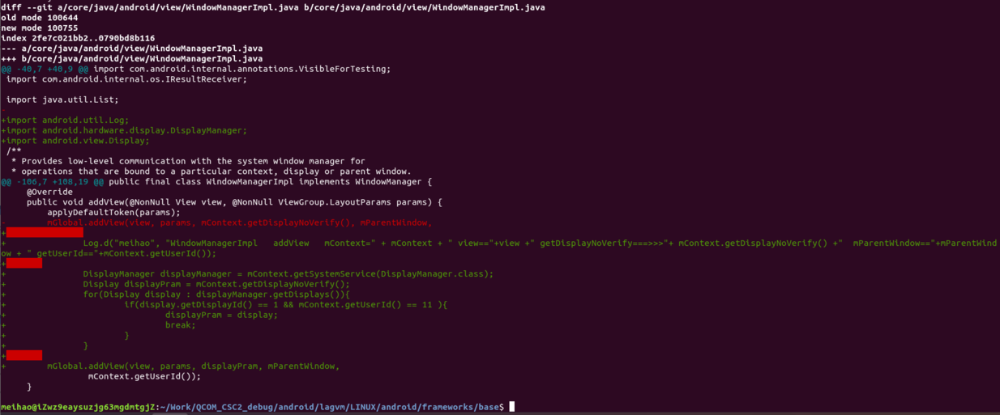 diff --git a/core/java/android/view/WindowManagerImpl.java b/core/java/android/view/WindowManagerImpl.java
old mode 100644
new mode 100755
index 2fe7c021bb2..0790bd8b116
--- a/core/java/android/view/WindowManagerImpl.java
+++ b/core/java/android/view/WindowManagerImpl.java
@@ -40,7 +40,9 @@ import com.android.internal.annotations.VisibleForTesting;
 import com.android.internal.os.IResultReceiver;
 import java.util.List;
-
+import android.util.Log;
+import android.hardware.display.DisplayManager;
+import android.view.Display;
 /**
  * Provides low-level communication with the system window manager for
  * operations that are bound to a particular context, display or parent window.
@@ -106,7 +108,19 @@ public final class WindowManagerImpl implements WindowManager {
     @Override
     public void addView(@NonNull View view, @NonNull ViewGroup.LayoutParams params) {
         applyDefaultToken(params);
-        mGlobal.addView(view, params, mContext.getDisplayNoVerify(), mParentWindow,
+
+               Log.d("meihao", "WindowManagerImpl   addView   mContext=" + mContext + " view=="+view +" getDisplayNoVerify===>>>"+ mContext.getDisplayNoVerify() +"  mParentWindow=="+mParentWind
ow + " getUserId=="+mContext.getUserId());
+
+               DisplayManager displayManager = mContext.getSystemService(DisplayManager.class);
+               Display displayPram = mContext.getDisplayNoVerify();
+               for(Display display : displayManager.getDisplays()){
+                       if(display.getDisplayId() == 1 && mContext.getUserId() == 11 ){
+                               displayPram = display;
+                               break;
+                       }
+               }
+
+        mGlobal.addView(view, params, displayPram, mParentWindow,
                 mContext.getUserId());
     }
meihao@iZwz9eaysuzjg63mgdmtgjZ:~/Work/QCOM_CSC2_debug/android/lagvm/LINUX/android/frameworks/base$